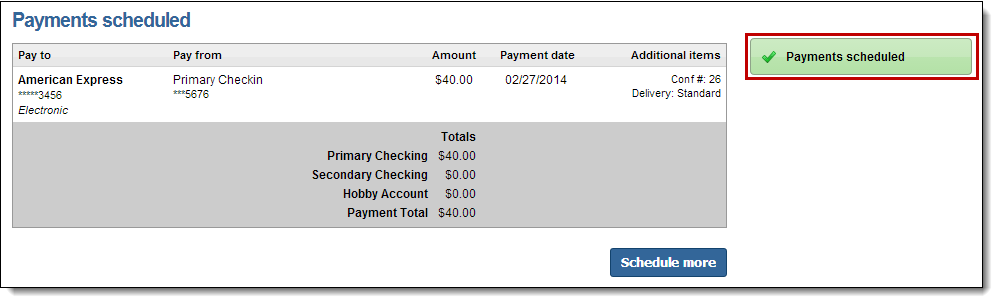 Payments scheduled
Pay to Pay from Amount Payment date Additional items
American Express Primary Checkin $40.00 02/27/2014 Conf #: 26
*****3456 ***5676 Delivery: Standard
Electronic
Totals
Primary Checking $40.00
Secondary Checking $0.00
Hobby Account $0.00
Payment Total $40.00
Schedule more
Payments scheduled